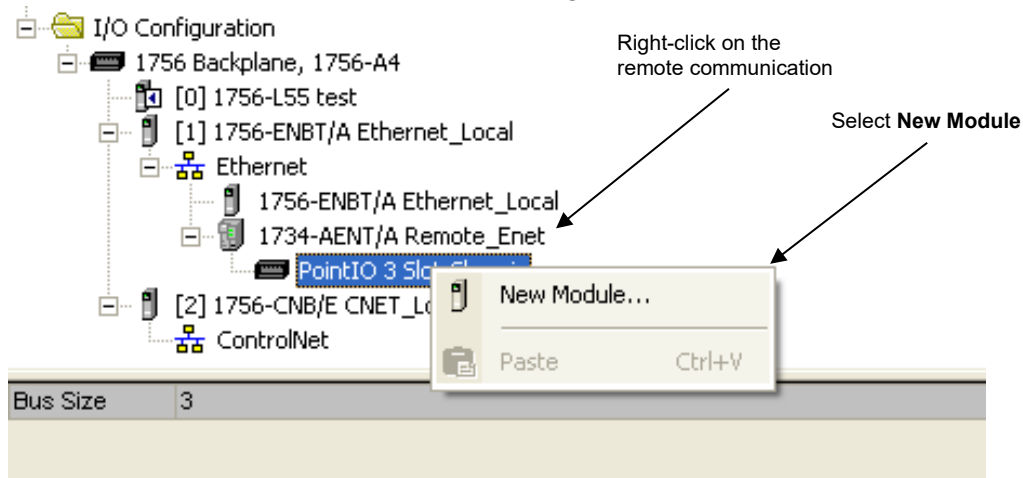 I/O Configuration
1756 Backplane, 1756-A4
[0] 1756-L55 test
[1] 1756-ENBT/A Ethernet_Local
Ethernet
1756-ENBT/A Ethernet_Local
1734-AENT/A Remote_Enet
PointIO 3 Slot
[2] 1756-CNB/E
ControlNet
Right-click on the
remote communication
Select New Module
New Module...
Paste Ctrl+V
Bus Size 3